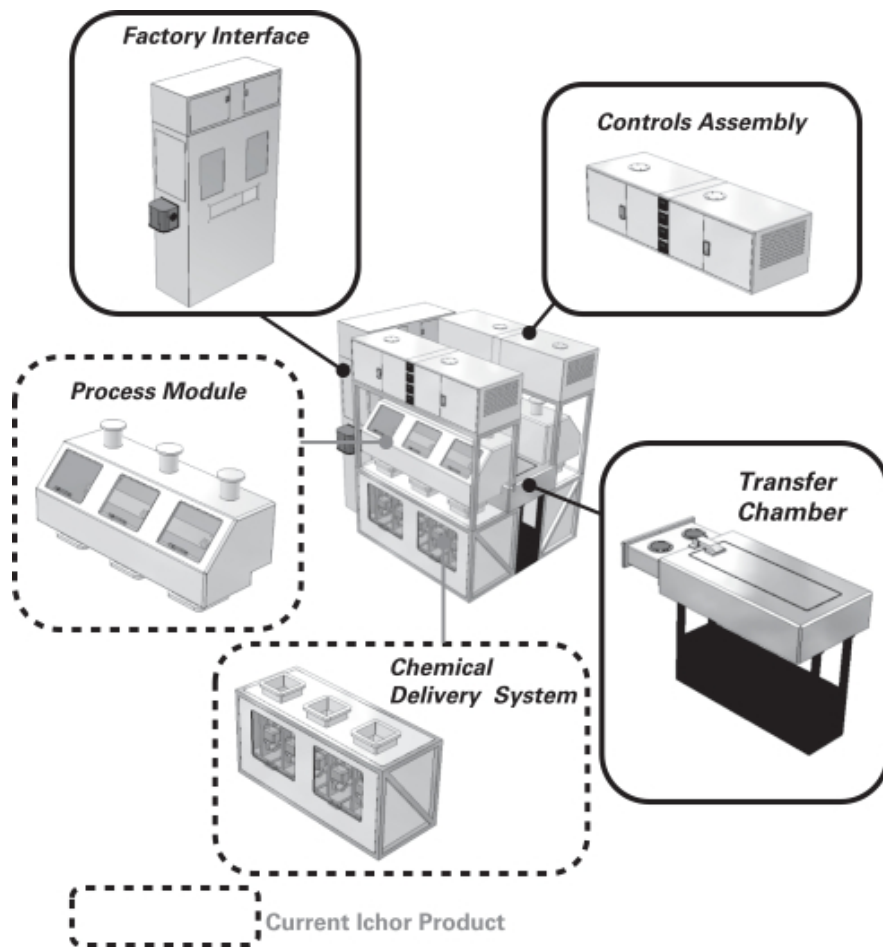 Factory Interface
Controls Assembly
Process Module
Transfer
Chamber
Chemical
Delivery System
Current Ichor Product